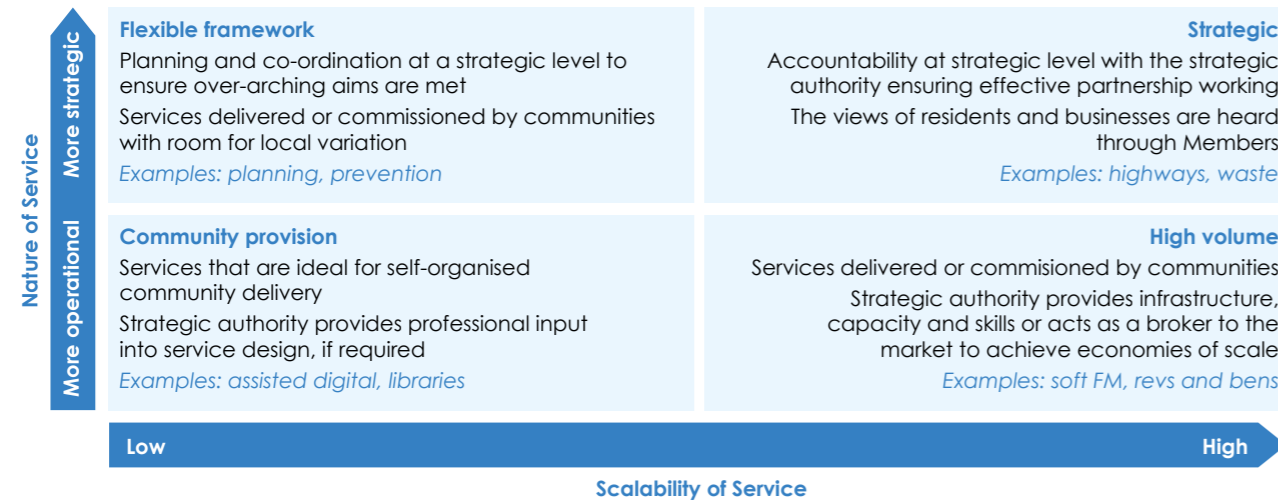 Nature of Service
More strategic
More operational
Flexible framework
Planning and co-ordination at a strategic level to
ensure over-arching aims are met
Services delivered or commissioned by communities
with room for local variation
Examples: planning, prevention
Strategic
Accountability at strategic level with the strategic
authority ensuring effective partnership working
The views of residents and businesses are heard
through Members
Examples: highways, waste
Community provision
Services that are ideal for self-organised
community delivery
Strategic authority provides professional input
into service design, if required
Examples: assisted digital, libraries
High volume
Services delivered or commisioned by communities
Strategic authority provides infrastructure,
capacity and skills or acts as a broker to the
market to achieve economies of scale
Examples: soft FM, revs and bens
Low
High
Scalability of Service